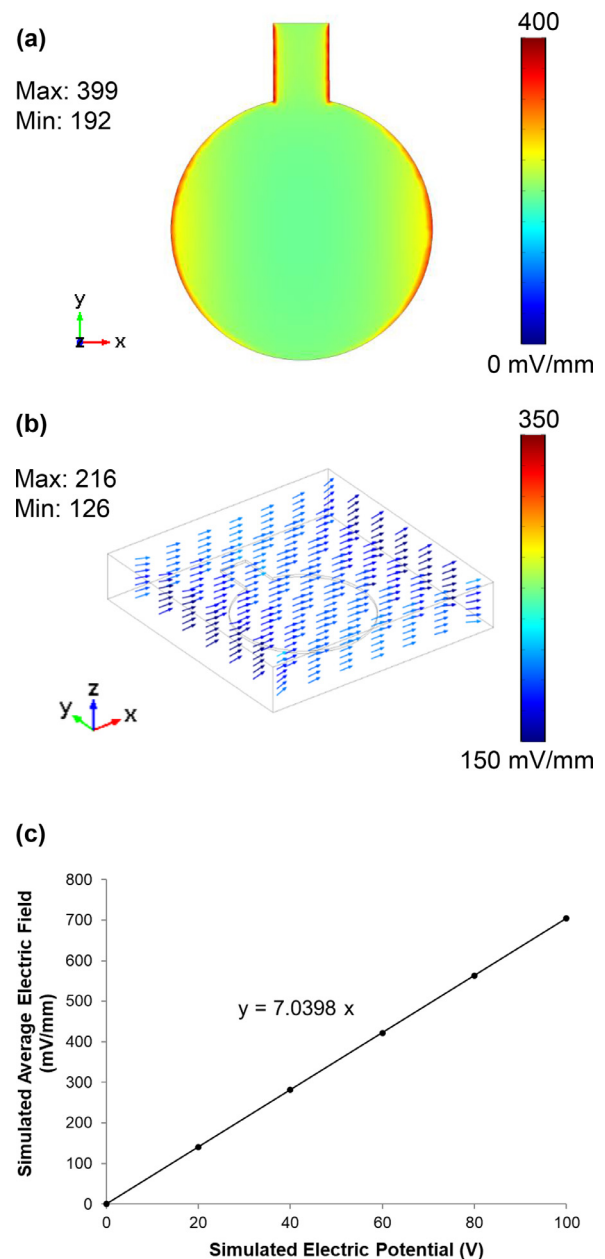 (a)
Max: 399
Min: 192
400
0 mV/mm
y
z
x
(b)
Max: 216
Min: 126
350
150 mV/mm
z
y
x
(c)
Simulated Average Electric Field
(mV/mm)
800
700
600
500
400
300
200
100
0
y = 7.0398 x
0 20 40 60 80 100
Simulated Electric Potential (V)